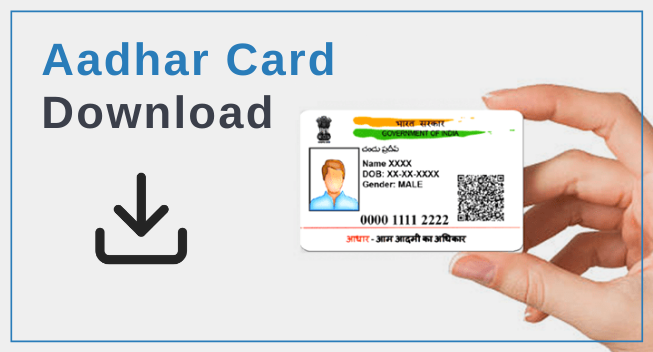 Aadhar Card
Download
भारत सरकार
GOVERNMENT OF INDIA
చందు ప్రదీప్
Name XXXX
DOB: XX-XX-XXXX
Gender: MALE
0000 1111 2222
आधार - आम आदमी का अधिकार